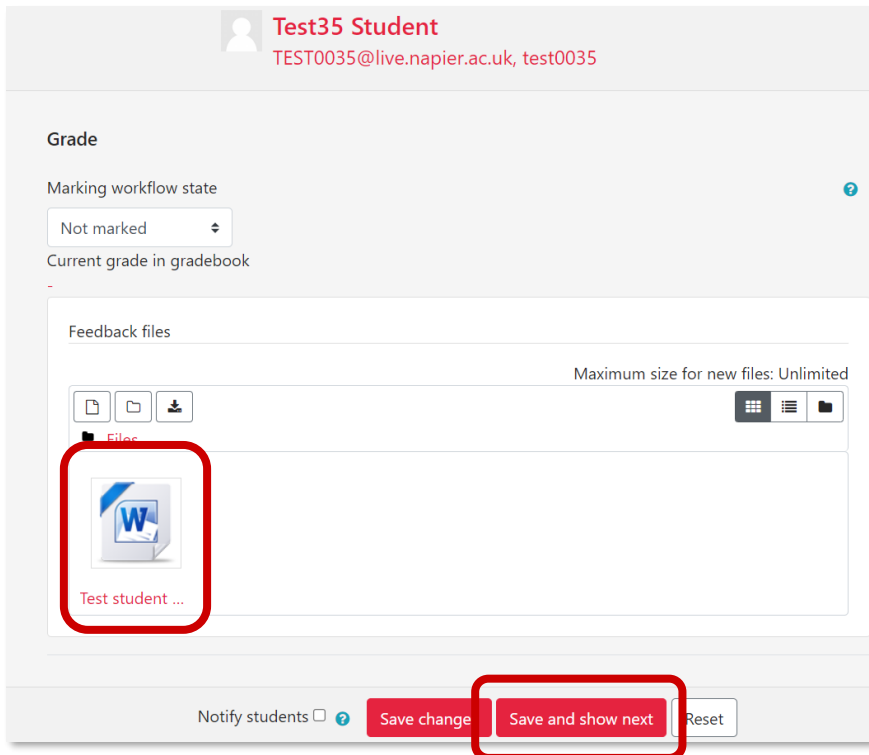 Test35 Student
TEST0035@live.napier.ac.uk, test0035
Grade
Marking workflow state
?
Not marked
Current grade in gradebook
-
Feedback files
Maximum size for new files: Unlimited
Files
W
Test student ...
Notify students ? Save change Save and show next Reset